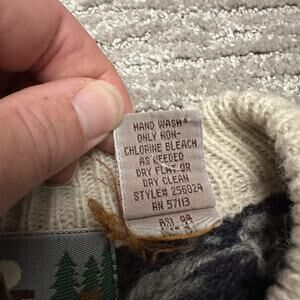 HAND WASH*
ONLY NON-
CHLORINE BLEACH
AS NEEDED
DRY FLAT OR
DRY CLEAN
STYLE# 256024
RN 57113